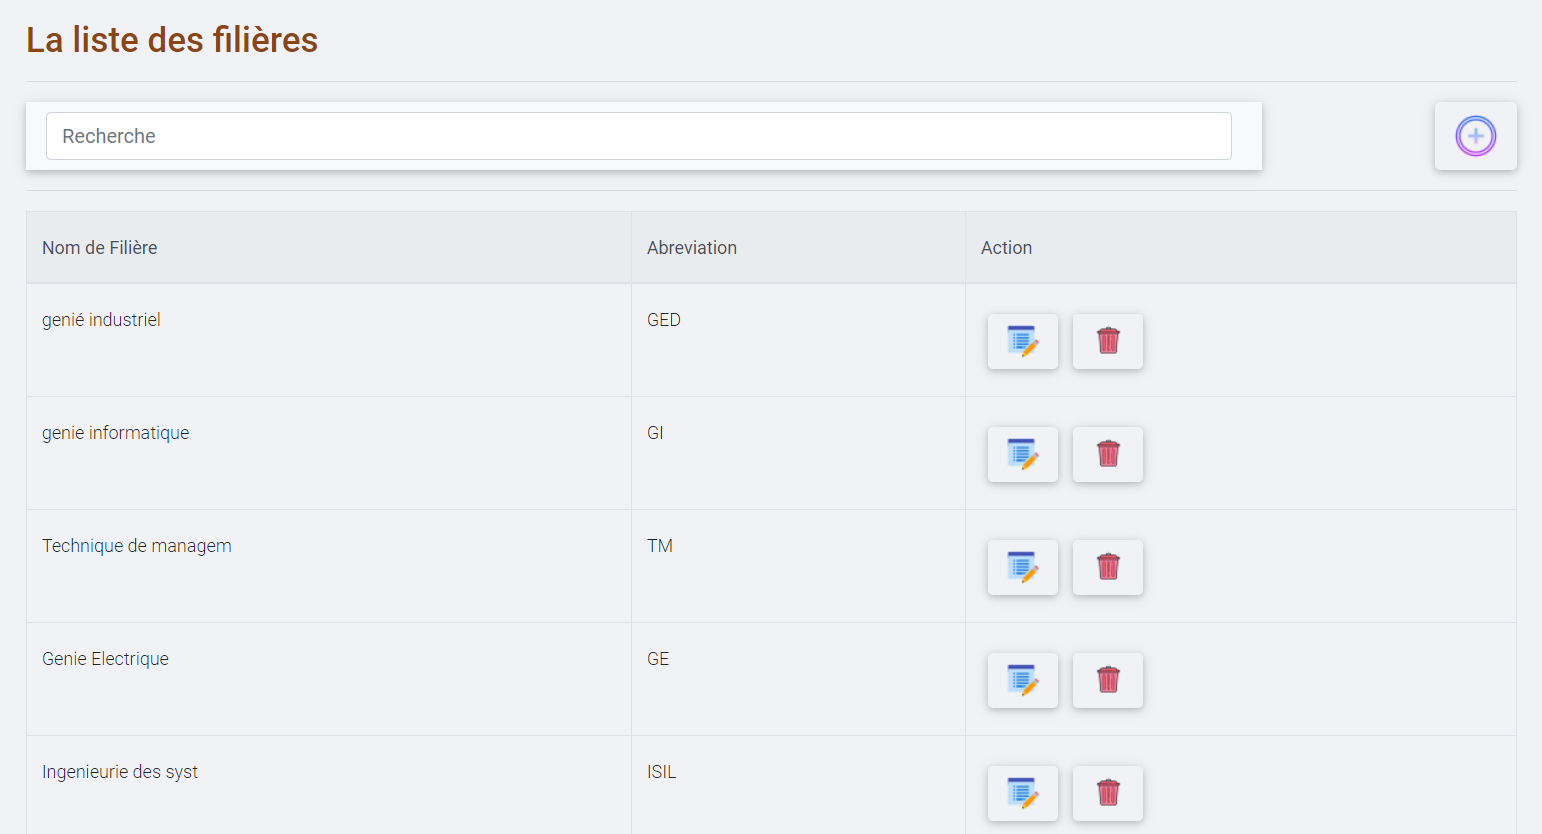 La liste des filières
Recherche
Nom de Filière Abreviation Action
genié industriel GED
genie informatique GI
Technique de managem TM
Genie Electrique GE
Ingenieurie des syst ISIL